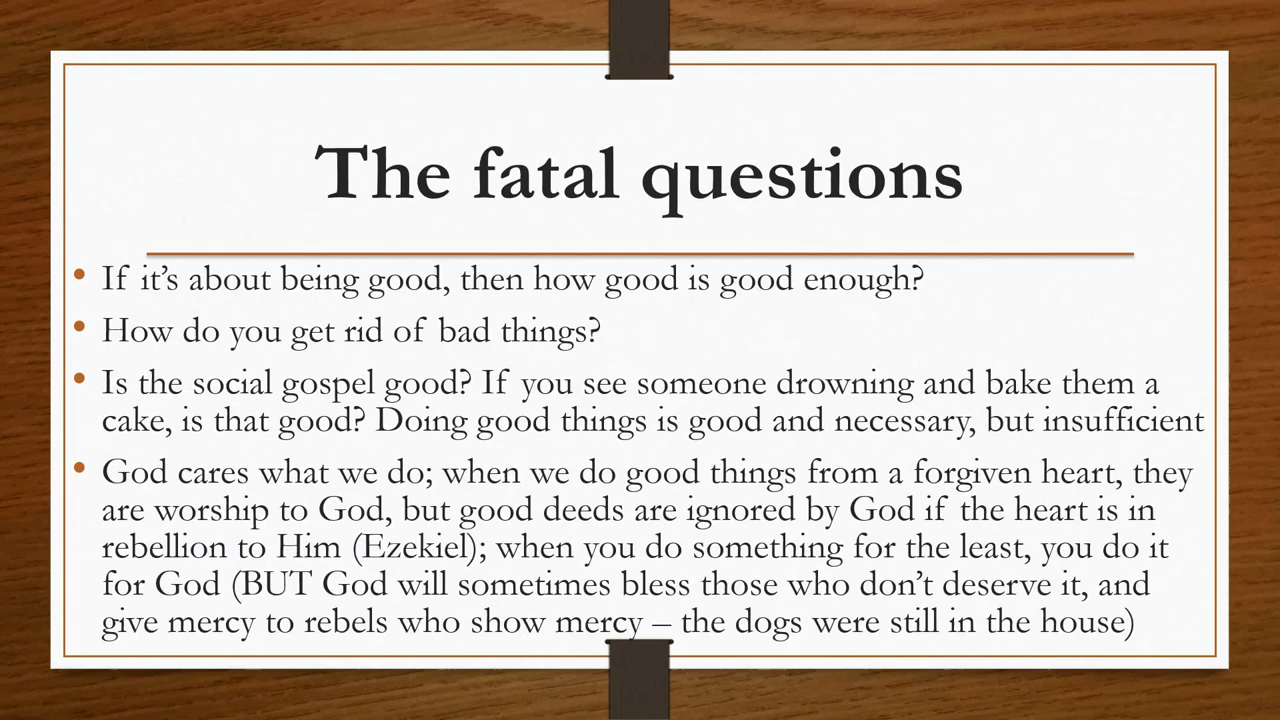 The fatal questions
• If it’s about being good, then how good is good enough?
• How do you get rid of bad things?
• Is the social gospel good? If you see someone drowning and bake them a
cake, is that good? Doing good things is good and necessary, but insufficient
• God cares what we do; when we do good things from a forgiven heart, they
are worship to God, but good deeds are ignored by God if the heart is in
rebellion to Him (Ezekiel); when you do something for the least, you do it
for God (BUT God will sometimes bless those who don’t deserve it, and
give mercy to rebels who show mercy – the dogs were still in the house)